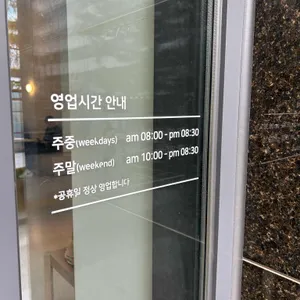 영업시간 안내
주중(weekdays) am 08:00 - pm 08:30
주말(weekend) am 10:00 - pm 08:30
*공휴일 정상 영업합니다